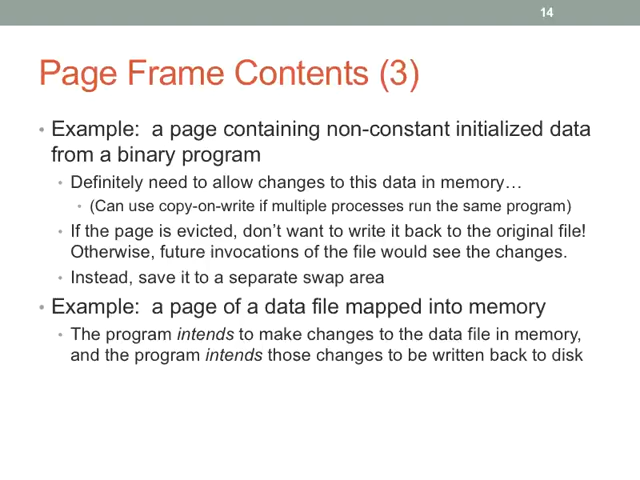 14
Page Frame Contents (3)
• Example:  a page containing non-constant initialized data
from a binary program
• Definitely need to allow changes to this data in memory…
• (Can use copy-on-write if multiple processes run the same program)
• If the page is evicted, don’t want to write it back to the original file!
Otherwise, future invocations of the file would see the changes.
• Instead, save it to a separate swap area
• Example:  a page of a data file mapped into memory
• The program intends to make changes to the data file in memory,
and the program intends those changes to be written back to disk